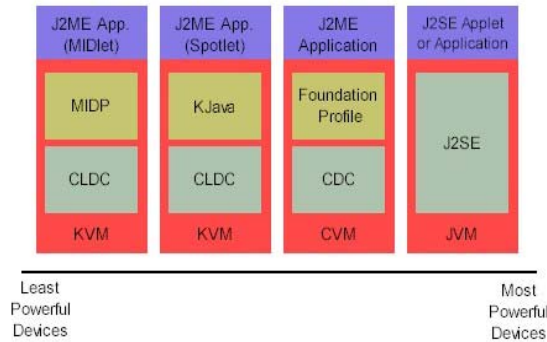 J2ME App.
(MIDlet)
MIDP
CLDC
KVM
J2ME App.
(Spotlet)
KJava
CLDC
KVM
J2ME
Application
Foundation
Profile
CDC
CVM
J2SE Applet
or Application
J2SE
JVM
Least
Powerful
Devices
Most
Powerful
Devices